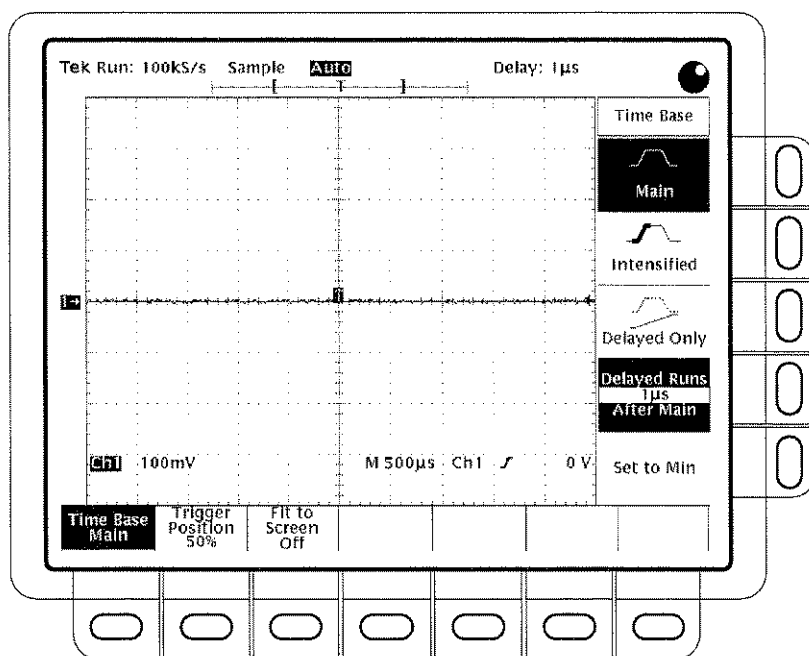 Tek Run: 100kS/s Sample Auto Delay: 1µs
Time Base
Main
Intensified
Delayed Only
Delayed Runs
1µs
After Main
Set to Min
1→
T
Ch1 100mV M 500µs Ch1 0 V
Time Base
Main
Trigger
Position
50%
Fit to
Screen
Off